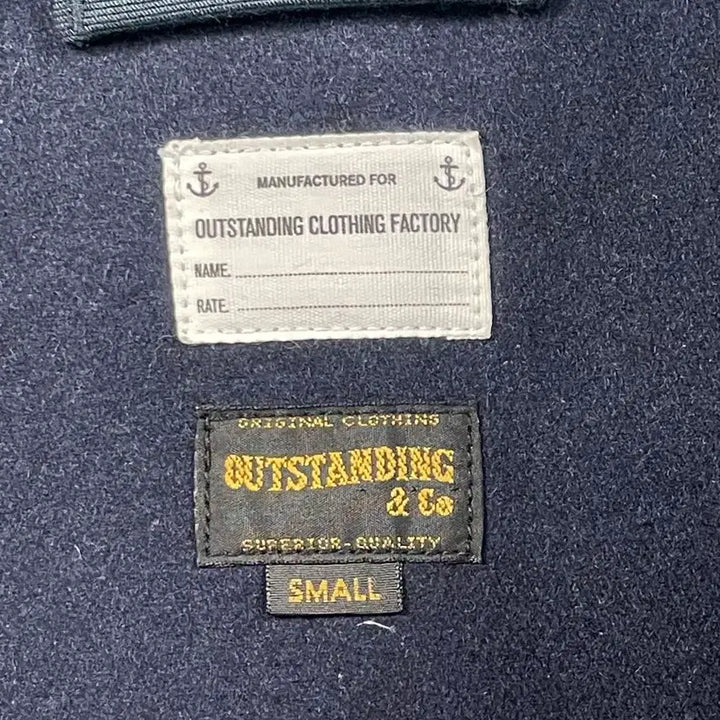 MANUFACTURED FOR
OUTSTANDING CLOTHING FACTORY
NAME.
RATE.
ORIGINAL CLOTHING
OUTSTANDING
& Co
SUPERIOR-QUALITY
SMALL